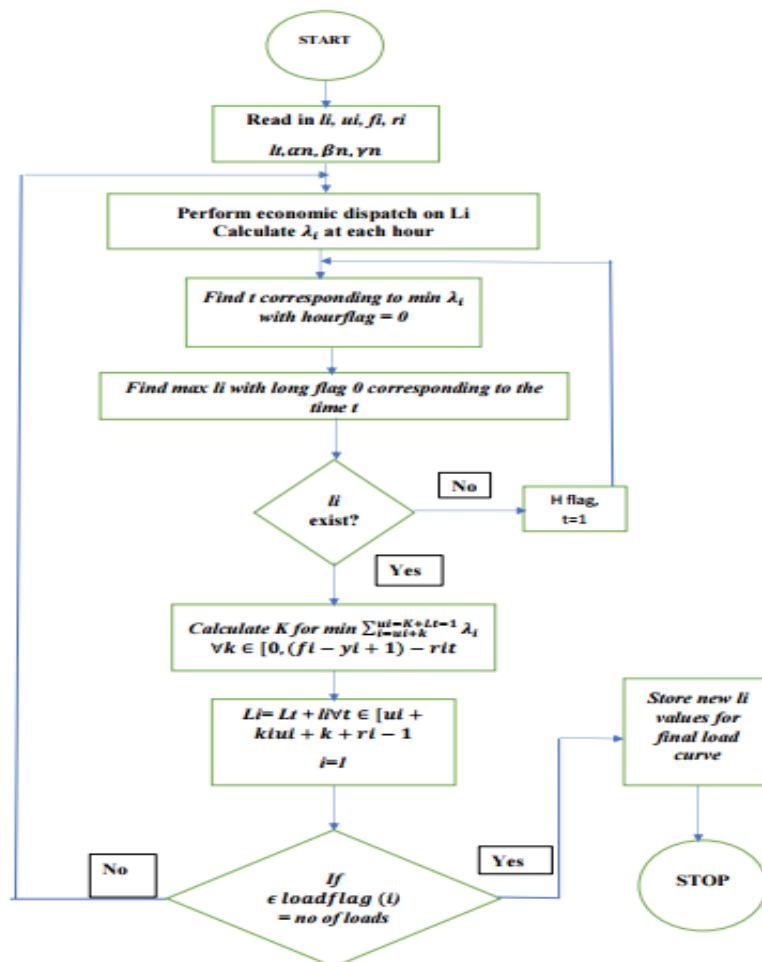 START
Read in li, ui, fi, ri
lt,αn,βn,γn
Perform economic dispatch on Li
Calculate λᵢ at each hour
Find t corresponding to min λᵢ
with hourflag = 0
Find max li with long flag 0 corresponding to the
time t
li
exist?
No
H flag,
t=1
Yes
Calculate K for min ∑_{i=ui+k}^{ui=K+Lt-1} λᵢ
∀k ∈ [0, (fi − yi + 1) − rit
Li= Lt + li∀t ∈ [ui +
kiui + k + ri − 1
i=I
If
ϵ loadflag (i)
= no of loads
No
Yes
Store new li
values for
final load
curve
STOP